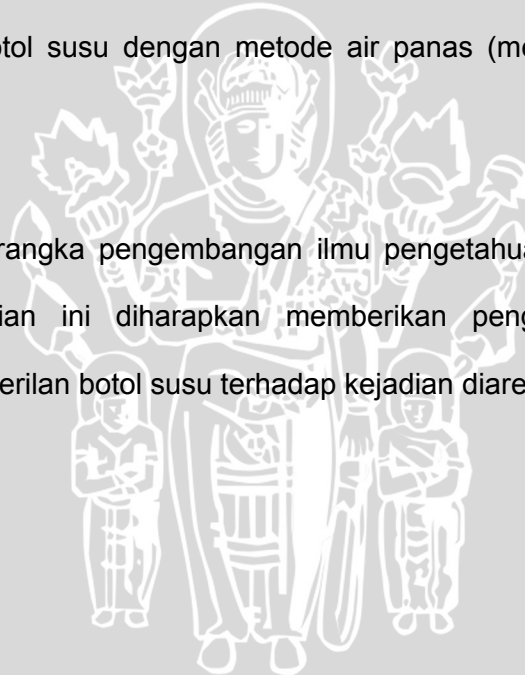 botol susu dengan metode air panas (me
rangka pengembangan ilmu pengetahua
ian ini diharapkan memberikan peng
erilan botol susu terhadap kejadian diare